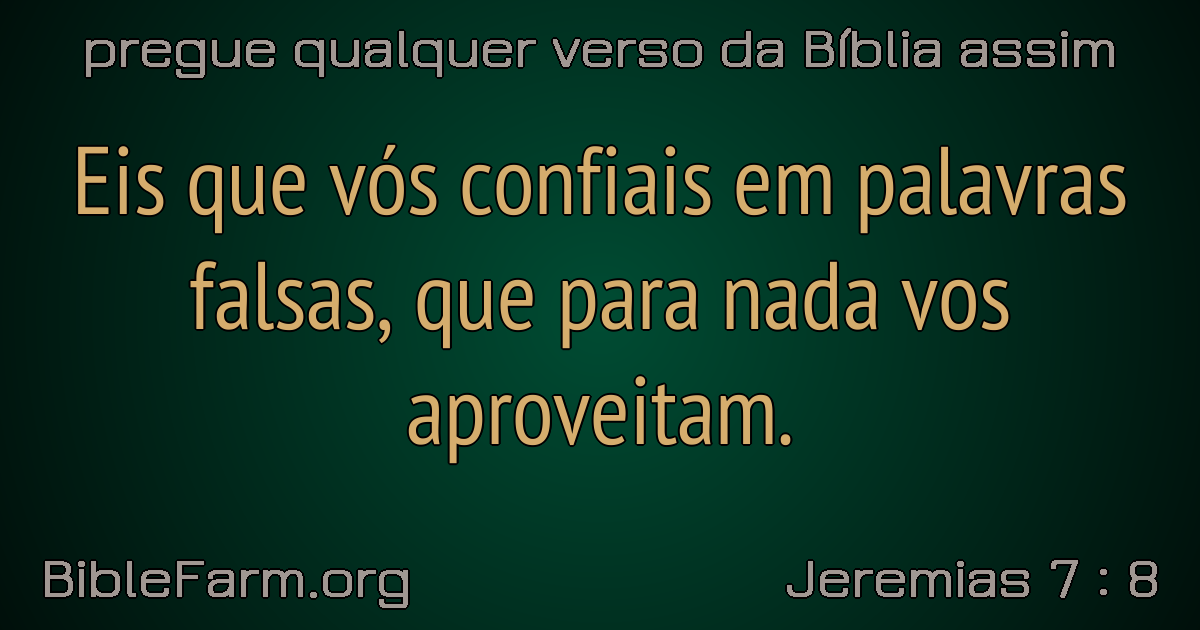 pregue qualquer verso da Bíblia assim
Eis que vós confiais em palavras
falsas, que para nada vos
aproveitam.
BibleFarm.org
Jeremias 7 : 8